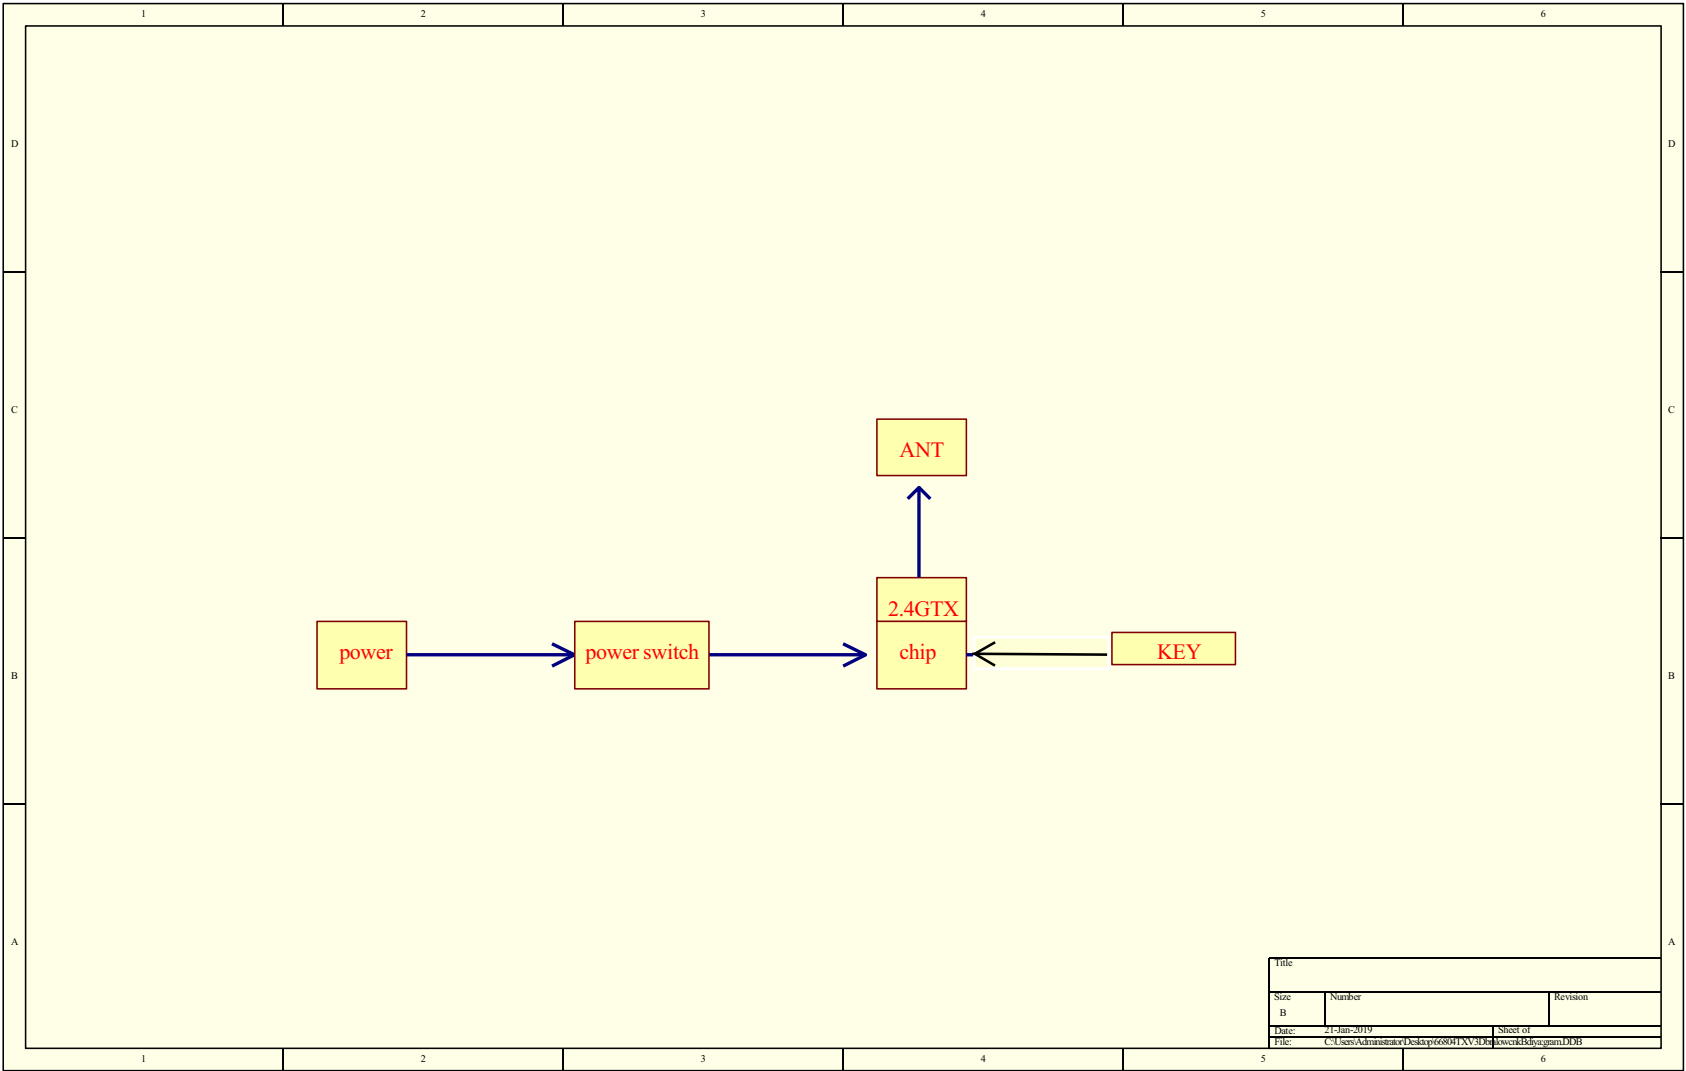 1 2 3 4 5 6
D D
C C
ANT
2.4GTX
power power switch chip KEY
B B
A A
Title
Size Number Revision
B
Date: 21-Jan-2019 Sheet of
File:
1 2 3 4 5 6